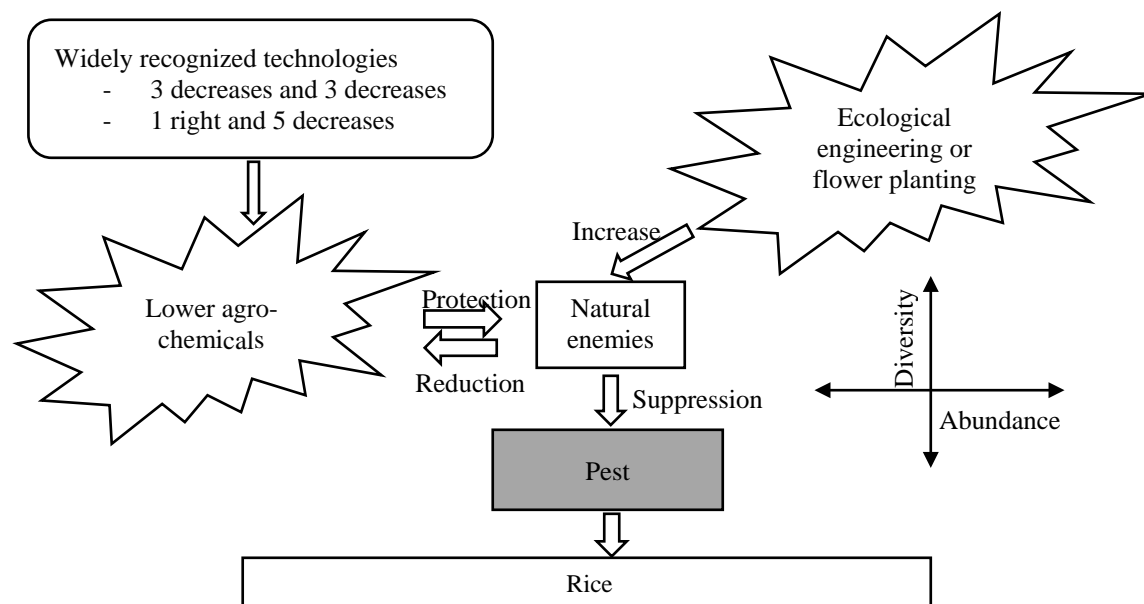 Widely recognized technologies
- 3 decreases and 3 decreases
- 1 right and 5 decreases
Ecological
engineering or
flower planting
Increase
Lower agro-
chemicals
Protection
Reduction
Natural
enemies
Suppression
Diversity
Abundance
Pest
Rice